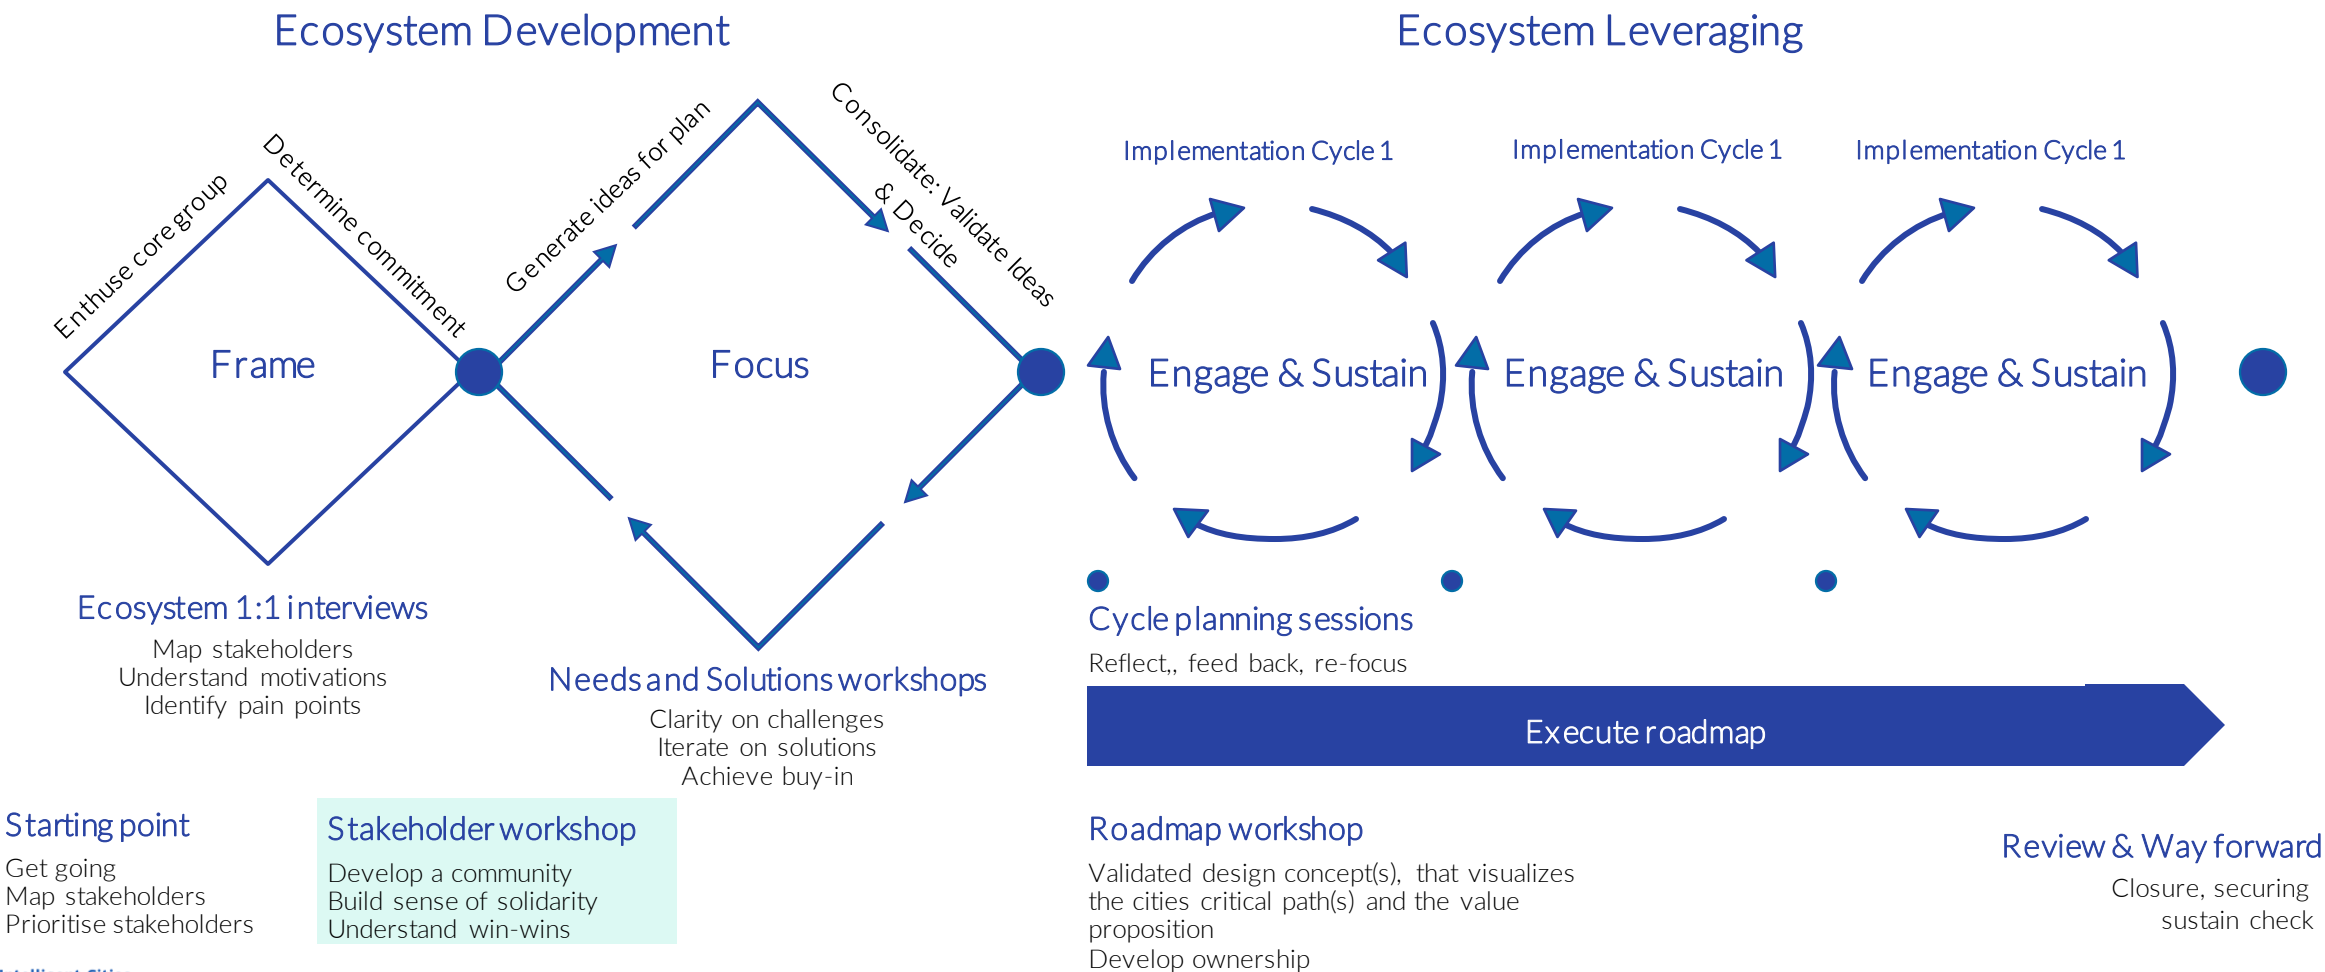 Ecosystem Development
Ecosystem Leveraging
Enthuse core group
Determine commitment
Generate ideas for plan
Consolidate: Validate Ideas
& Decide
Implementation Cycle 1
Implementation Cycle 1
Implementation Cycle 1
Frame
Focus
Engage & Sustain
Engage & Sustain
Engage & Sustain
Ecosystem 1:1 interviews
Map stakeholders
Understand motivations
Identify pain points
Needs and Solutions workshops
Clarity on challenges
Iterate on solutions
Achieve buy-in
Cycle planning sessions
Reflect,, feed back, re-focus
Execute roadmap
Starting point
Get going
Map stakeholders
Prioritise stakeholders
Stakeholder workshop
Develop a community
Build sense of solidarity
Understand win-wins
Roadmap workshop
Validated design concept(s), that visualizes
the cities critical path(s) and the value
proposition
Develop ownership
Review & Way forward
Closure, securing
sustain check